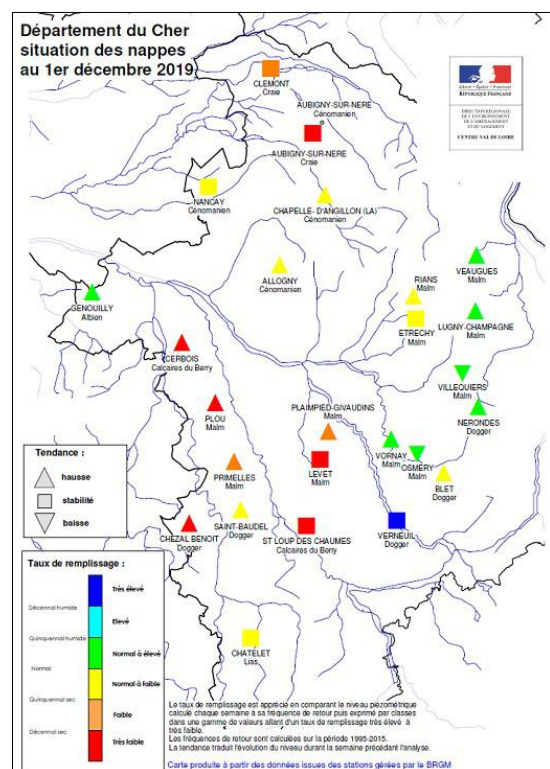 Département du Cher
situation des nappes
au 1er décembre 2019
RÉPUBLIQUE FRANÇAISE
DIRECTION RÉGIONALE
DE L'ENVIRONNEMENT
DE L'AMÉNAGEMENT
ET DU LOGEMENT
CENTRE VAL DE LOIRE
CLEMONT
Craie
AUBIGNY-SUR-NERE
Cénomanien
AUBIGNY-SUR-NERE
Craie
NANCAY
Cénomanien
CHAPELLE- D'ANGILLON (LA)
Cénomanien
ALLOGNY
Cénomanien
VEAUGUES
Malm
GENOUILLY
Albien
RIANS
Malm
ETRECHY
Malm
LUGNY-CHAMPAGNE
Malm
CERBOIS
Calcaires du Berry
VILLEQUIERS
Malm
PLOU
Malm
PLAIMPIED-GIVAUDINS
Malm
NERONDES
Dogger
VORNAY
Malm
OSMERY
Malm
PRIMELLES
Malm
LEVET
Malm
BLET
Dogger
CHEZAL BENOIT
Dogger
SAINT-BAUDEL
Dogger
ST LOUP DES CHAUMES
Calcaires du Berry
VERNEUIL
Dogger
CHATELET
Lias
Tendance :
hausse
stabilité
baisse
Taux de remplissage :
Très élevé
Décennal humide
Elevé
Quinquennal humide
Normal à élevé
Normal
Normal à faible
Quinquennal sec
Faible
Décennal sec
Très faible
Le taux de remplissage est apprécié en comparant le niveau piézométrique
calculé chaque semaine à sa fréquence de retour puis exprimé par classes
dans une gamme de valeurs allant d'un taux de remplissage très élevé à
très faible.
Les fréquences de retour sont calculées sur la période 1995-2015.
La tendance traduit l'évolution du niveau durant la semaine précédant l'analyse.
Carte produite à partir des données issues des stations gérées par le BRGM